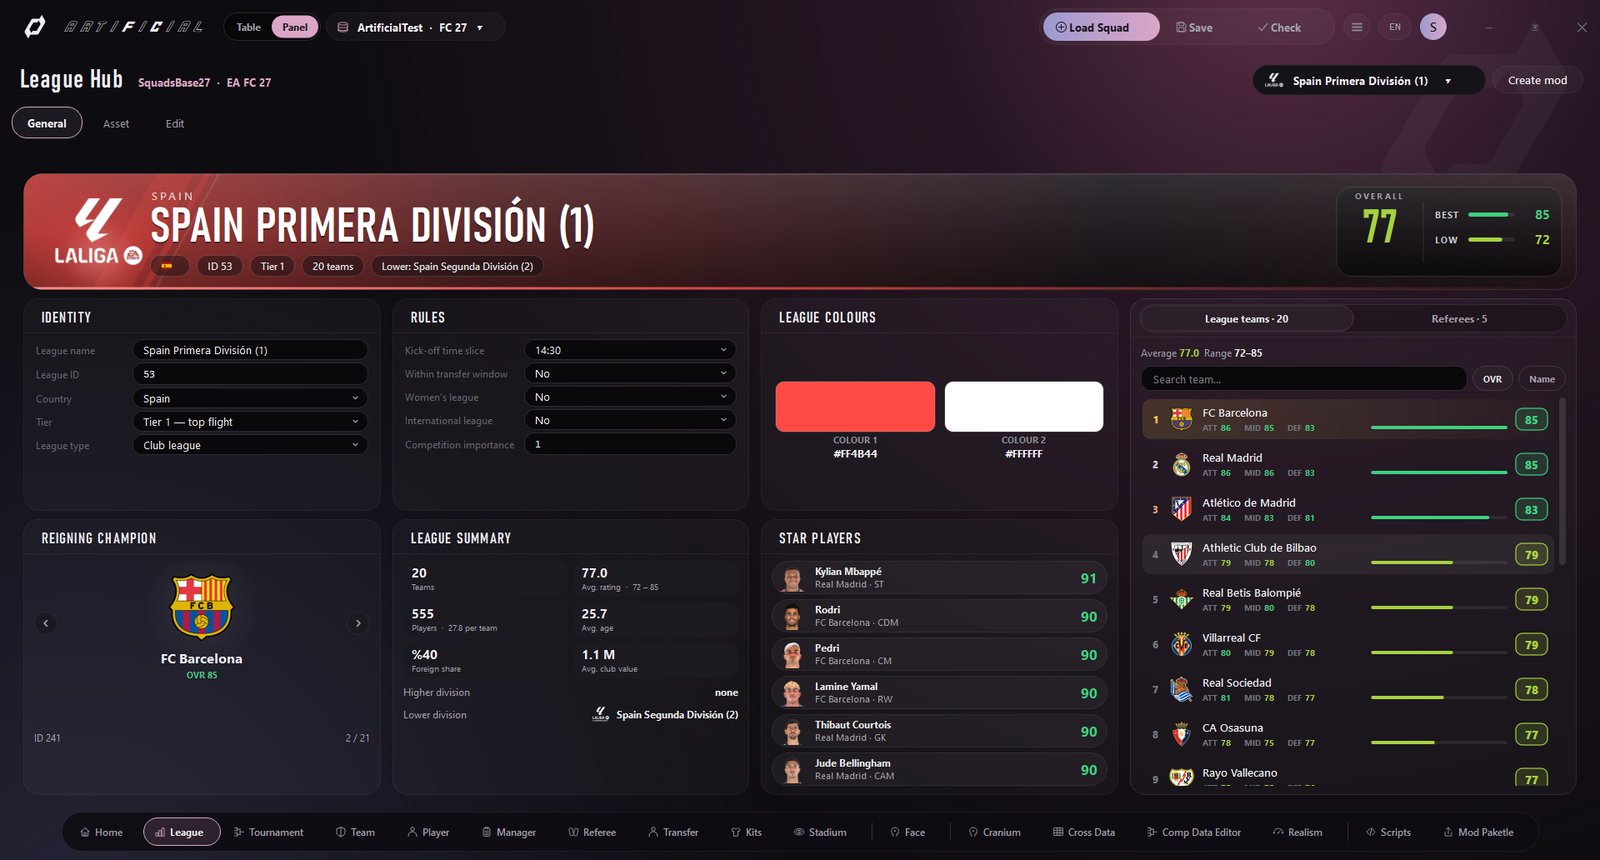 ARTIFICIAL
Table
Panel
ArtificialTest · FC 27
Load Squad
Save
Check
EN
S
League Hub
SquadsBase27 · EA FC 27
LALIGA
Spain Primera División (1)
Create mod
General
Asset
Edit
LALIGA
SPAIN
SPAIN PRIMERA DIVISIÓN (1)
ID 53
Tier 1
20 teams
Lower: Spain Segunda División (2)
OVERALL
77
BEST
85
LOW
72
IDENTITY
League name
Spain Primera División (1)
League ID
53
Country
Spain
Tier
Tier 1 — top flight
League type
Club league
RULES
Kick-off time slice
14:30
Within transfer window
No
Women's league
No
International league
No
Competition importance
1
LEAGUE COLOURS
COLOUR 1
#FF4B44
COLOUR 2
#FFFFFF
League teams · 20
Referees · 5
Average 77.0 Range 72–85
Search team...
OVR
Name
1
FC Barcelona
ATT 86 MID 85 DEF 83
85
2
Real Madrid
ATT 86 MID 86 DEF 83
85
3
Atlético de Madrid
ATT 84 MID 83 DEF 81
83
4
Athletic Club de Bilbao
ATT 79 MID 78 DEF 80
79
5
Real Betis Balompié
ATT 79 MID 80 DEF 78
79
6
Villarreal CF
ATT 80 MID 79 DEF 78
79
7
Real Sociedad
ATT 81 MID 78 DEF 77
78
8
CA Osasuna
ATT 78 MID 75 DEF 77
77
9
Rayo Vallecano
77
REIGNING CHAMPION
FCB
FC Barcelona
OVR 85
ID 241
2 / 21
LEAGUE SUMMARY
20
Teams
77.0
Avg. rating · 72 – 85
555
Players · 27.8 per team
25.7
Avg. age
%40
Foreign share
1.1 M
Avg. club value
Higher division
none
Lower division
Spain Segunda División (2)
STAR PLAYERS
Kylian Mbappé
Real Madrid · ST
91
Rodri
FC Barcelona · CDM
90
Pedri
FC Barcelona · CM
90
Lamine Yamal
FC Barcelona · RW
90
Thibaut Courtois
Real Madrid · GK
90
Jude Bellingham
Real Madrid · CAM
90
Home
League
Tournament
Team
Player
Manager
Referee
Transfer
Kits
Stadium
Face
Cranium
Cross Data
Comp Data Editor
Realism
Scripts
Mod Paketle